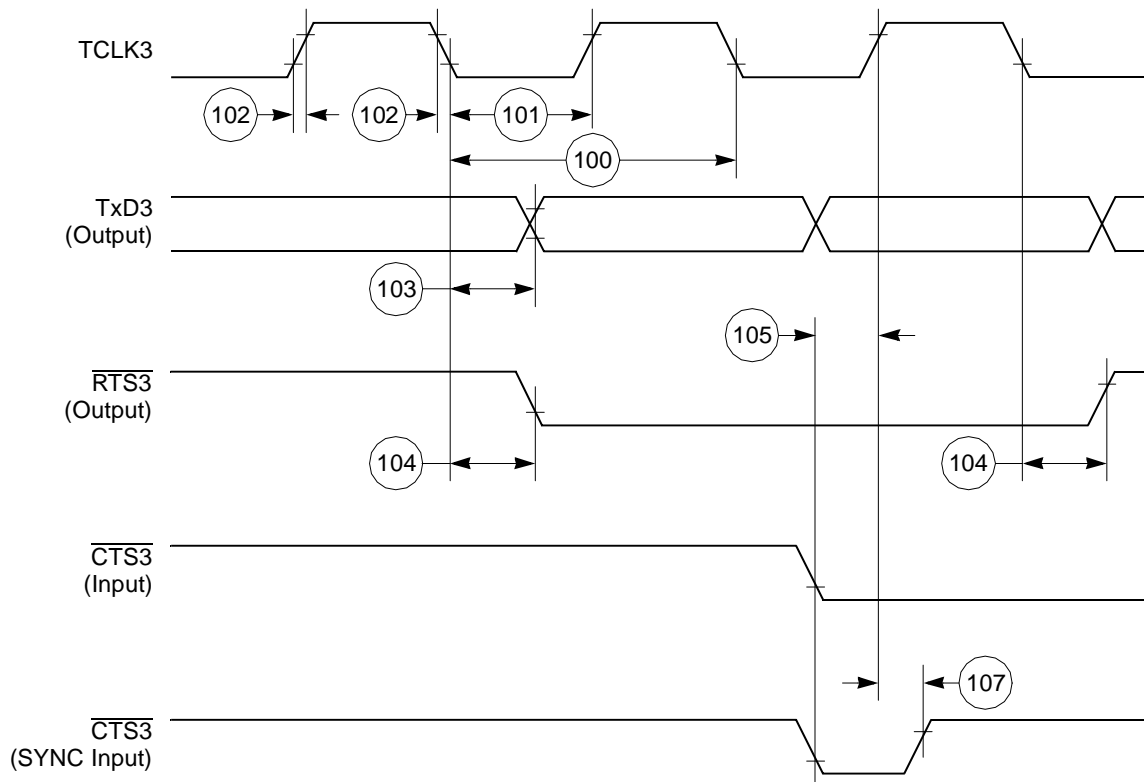 TCLK3
102
102
101
100
TxD3
(Output)
103
105
RTS3
(Output)
104
104
CTS3
(Input)
107
CTS3
(SYNC Input)